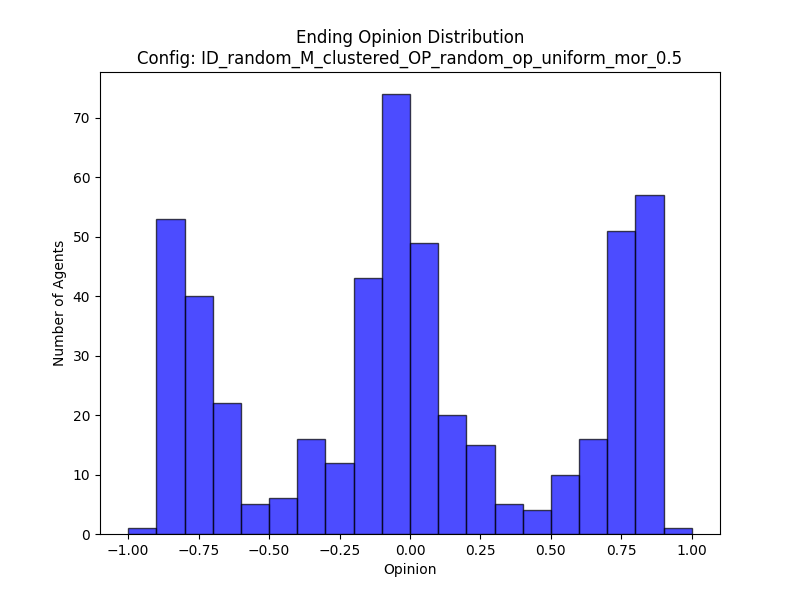 Ending Opinion Distribution
Config: ID_random_M_clustered_OP_random_op_uniform_mor_0.5
Number of Agents
70
60
50
40
30
20
10
0
−1.00 −0.75 −0.50 −0.25 0.00 0.25 0.50 0.75 1.00
Opinion